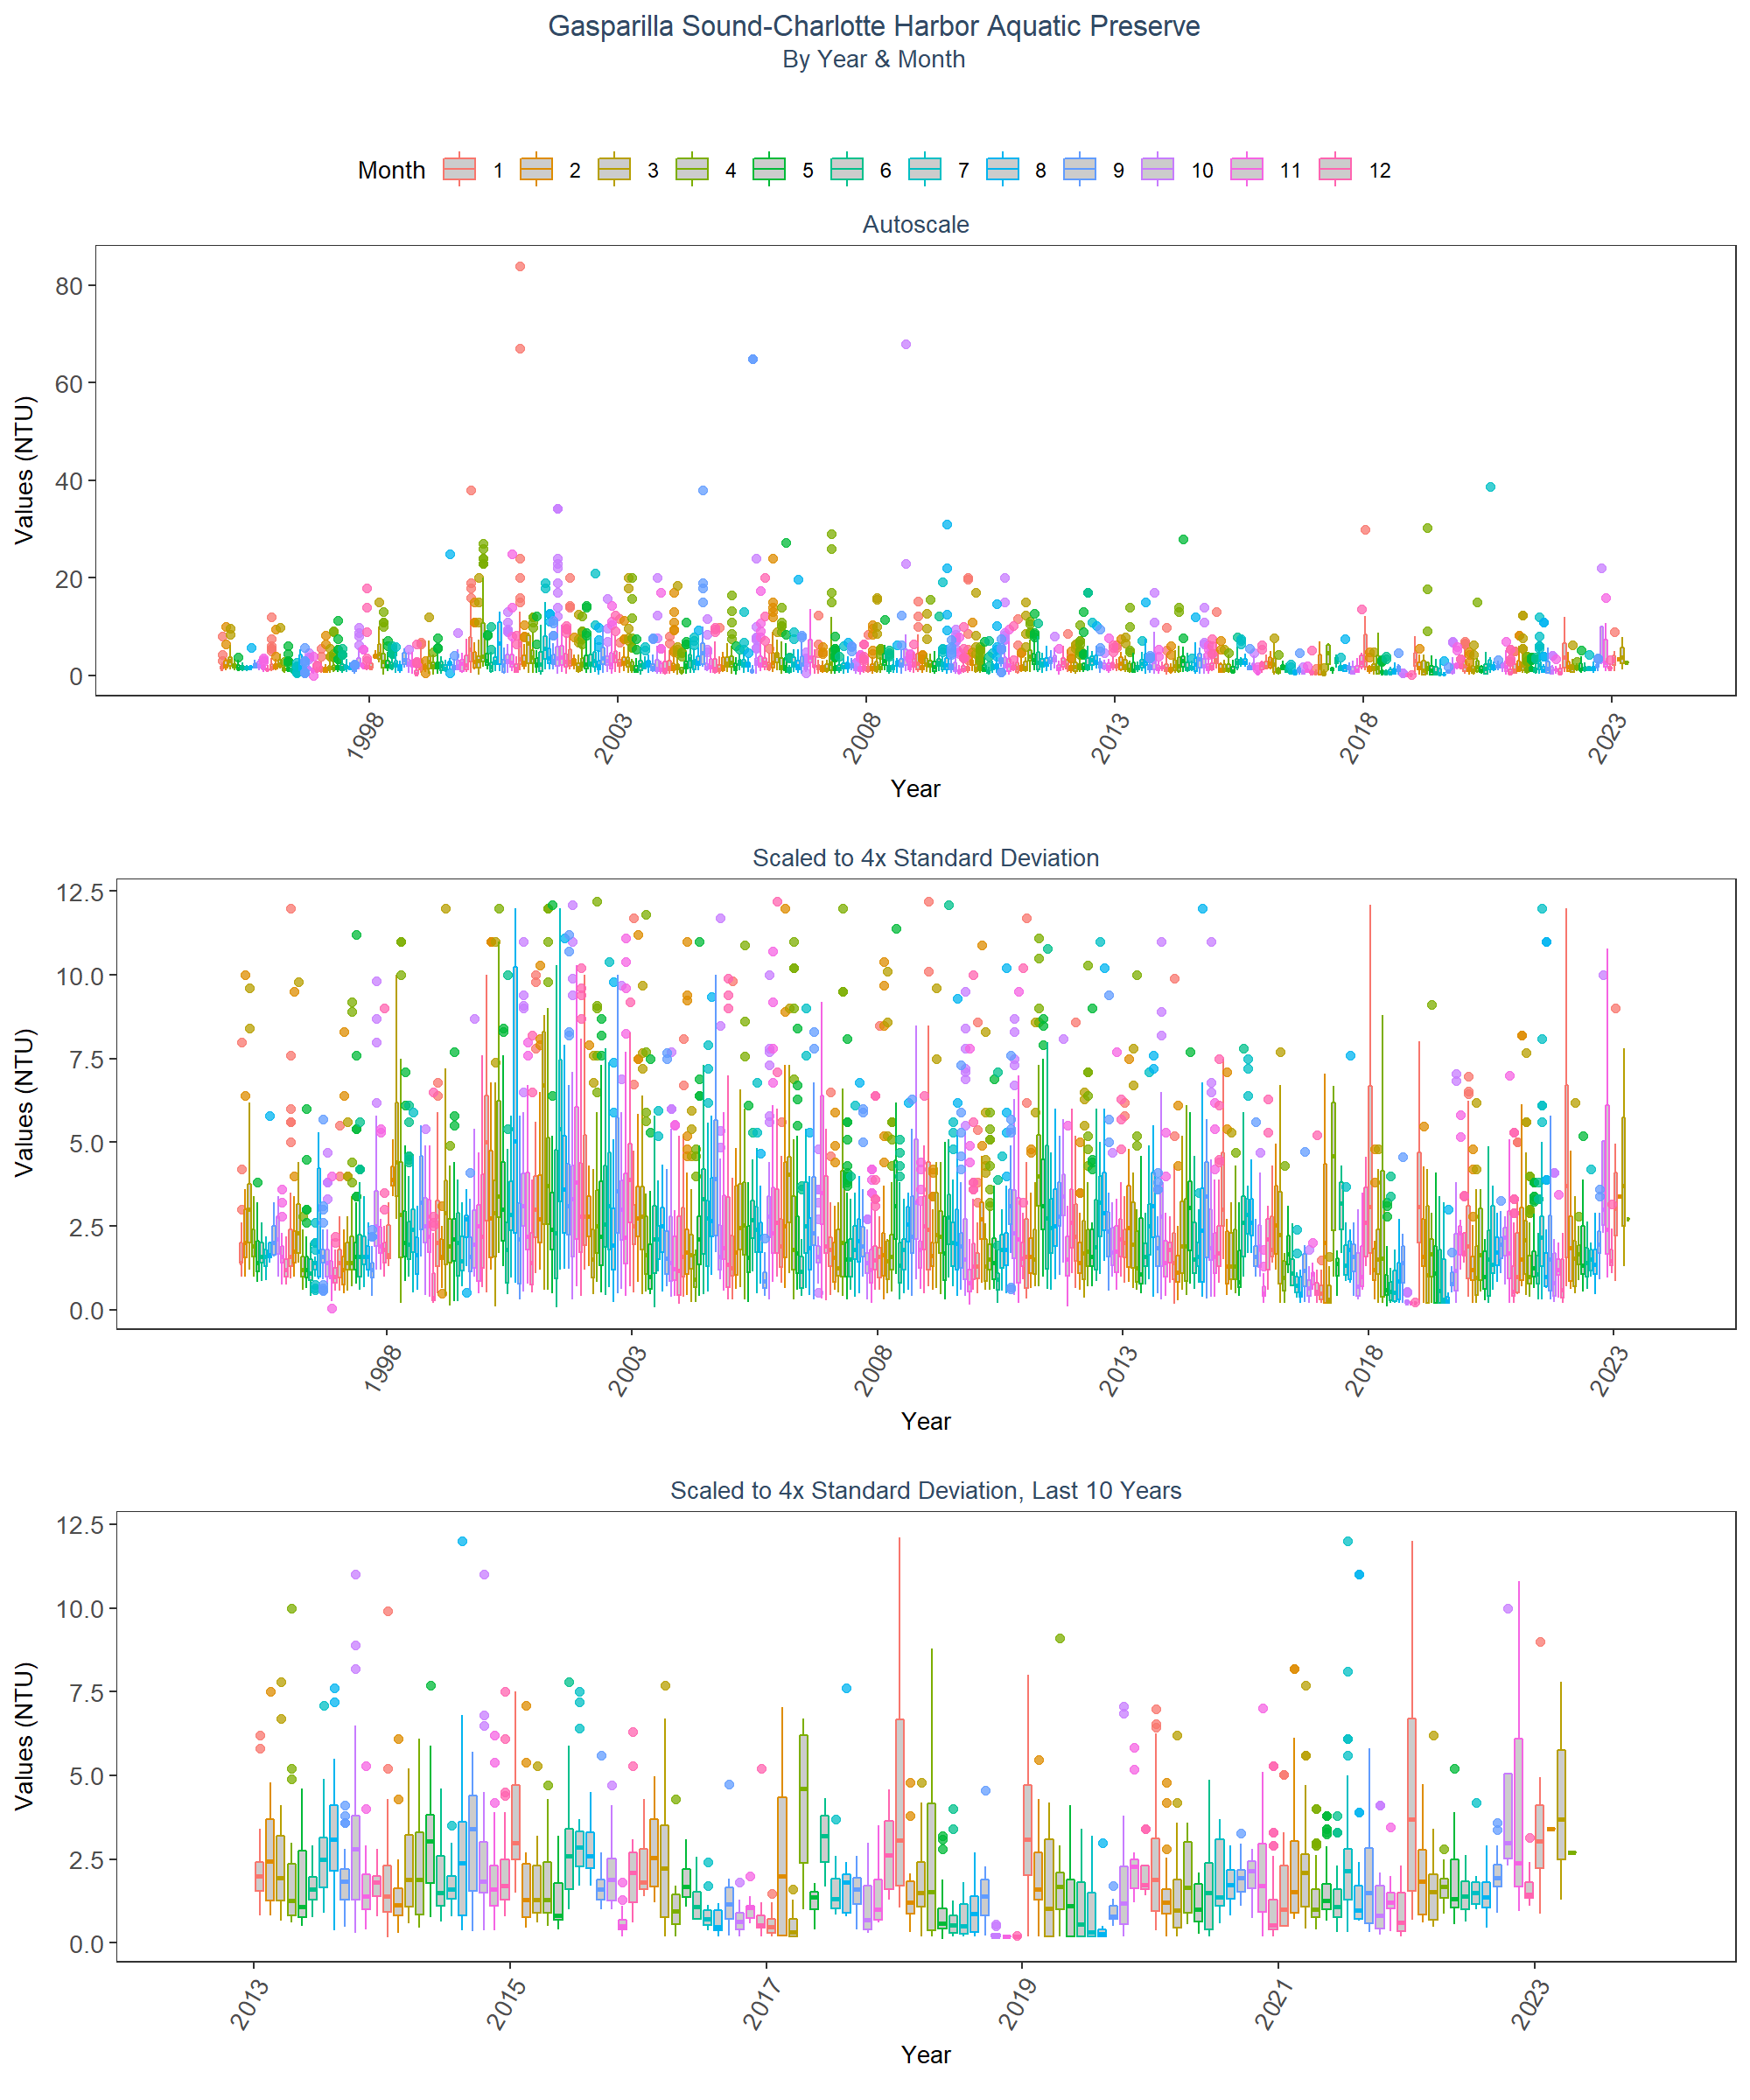 Gasparilla Sound-Charlotte Harbor Aquatic Preserve
By Year & Month
Month 1 2 3 4 5 6 7 8 9 10 11 12
Autoscale
80
60
40
20
0
Values (NTU)
1998 2003 2008 2013 2018 2023
Year
Scaled to 4x Standard Deviation
12.5
10.0
7.5
5.0
2.5
0.0
Values (NTU)
1998 2003 2008 2013 2018 2023
Year
Scaled to 4x Standard Deviation, Last 10 Years
12.5
10.0
7.5
5.0
2.5
0.0
Values (NTU)
2013 2015 2017 2019 2021 2023
Year